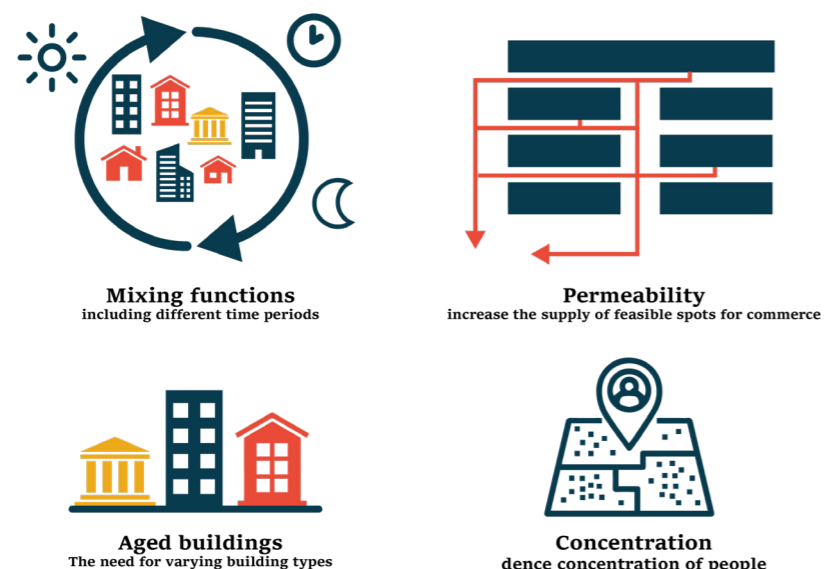 Mixing functions
including different time periods
Permeability
increase the supply of feasible spots for commerce
Aged buildings
The need for varying building types
Concentration
dence concentration of people